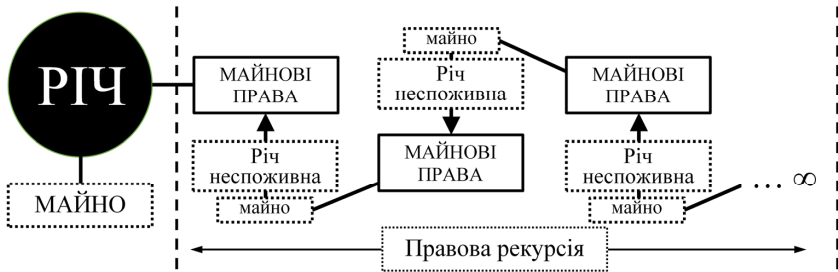 РІЧ
МАЙНО
МАЙНОВІ
ПРАВА
Річ
неспоживна
майно
майно
Річ
неспоживна
МАЙНОВІ
ПРАВА
МАЙНОВІ
ПРАВА
Річ
неспоживна
майно
... ∞
Правова рекурсія